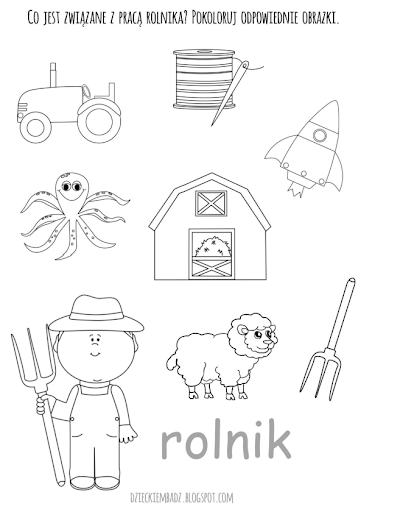 Co jest związane z pracą rolnika? Pokoloruj odpowiednie obrazki.
rolnik
dzieckiembadz.blogspot.com